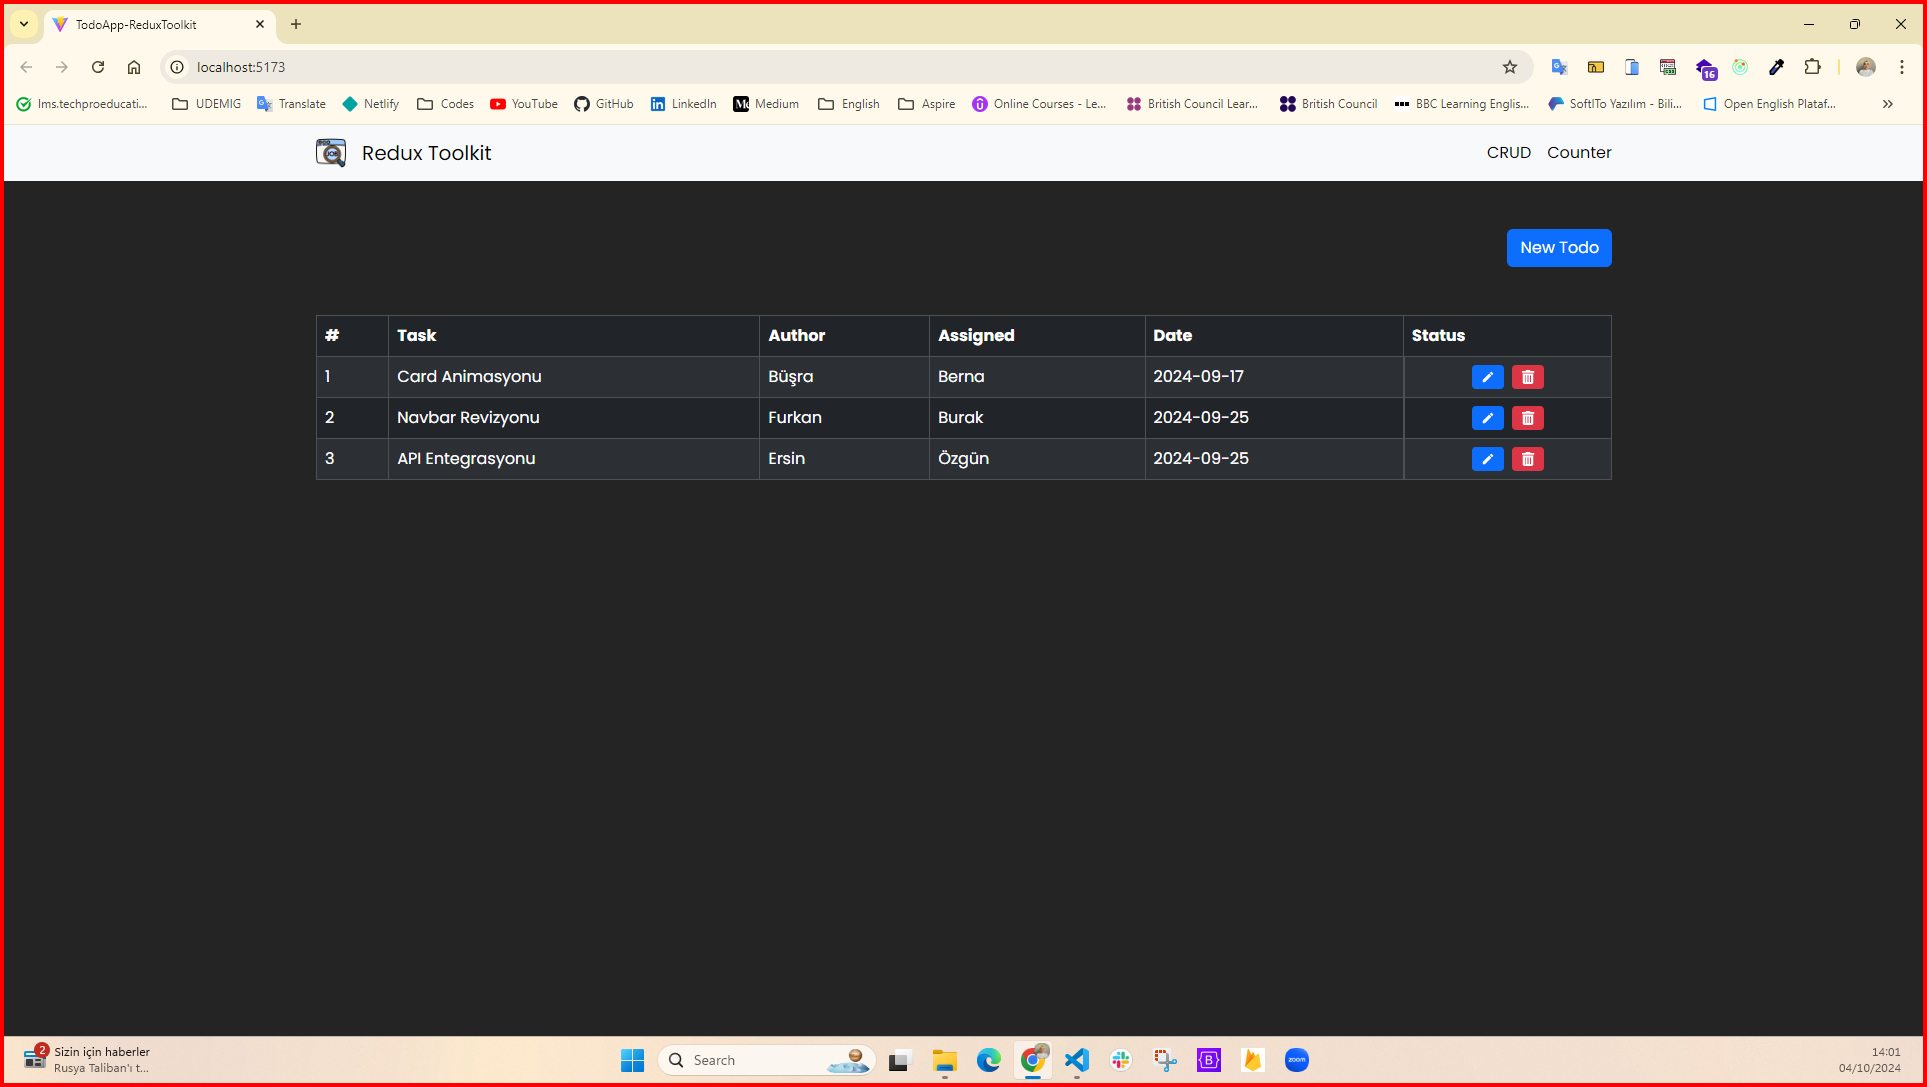 TodoApp-ReduxToolkit
localhost:5173
16
lms.techproeducati... UDEMIG Translate Netlify Codes YouTube GitHub LinkedIn Medium English Aspire Online Courses - Le... British Council Lear... British Council BBC Learning Englis... SoftITo Yazılım - Bili... Open English Plataf...
Redux Toolkit CRUD Counter
New Todo
# Task Author Assigned Date Status
1 Card Animasyonu Büşra Berna 2024-09-17
2 Navbar Revizyonu Furkan Burak 2024-09-25
3 API Entegrasyonu Ersin Özgün 2024-09-25
2 Sizin için haberler
Rusya Taliban'ı t...
Search
zoom
14:01
04/10/2024